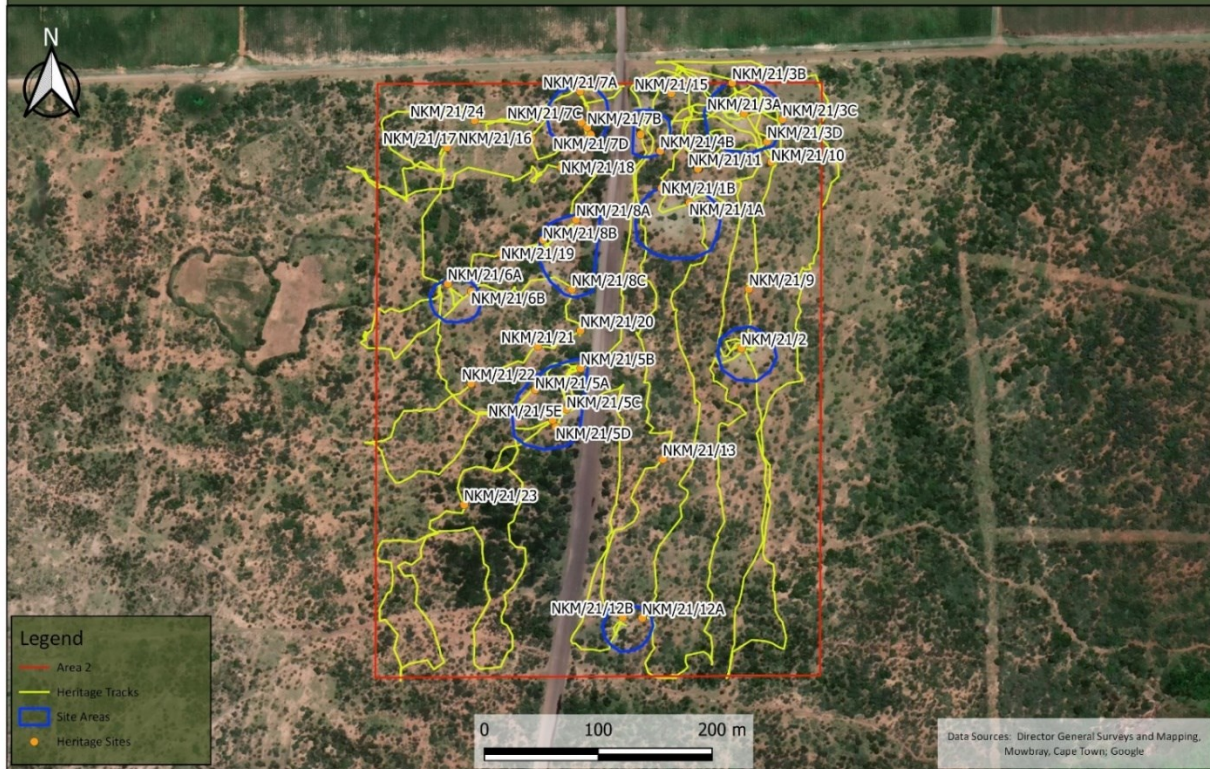 N
NKM/21/7A
NKM/21/15
NKM/21/3B
NKM/21/24
NKM/21/7C
NKM/21/7B
NKM/21/3A
NKM/21/3C
NKM/21/17
NKM/21/16
NKM/21/7D
NKM/21/4B
NKM/21/3D
NKM/21/18
NKM/21/11
NKM/21/10
NKM/21/1B
NKM/21/8A
NKM/21/1A
NKM/21/8B
NKM/21/19
NKM/21/6A
NKM/21/8C
NKM/21/9
NKM/21/6B
NKM/21/20
NKM/21/21
NKM/21/2
NKM/21/5B
NKM/21/22
NKM/21/5A
NKM/21/5C
NKM/21/5E
NKM/21/5D
NKM/21/13
NKM/21/23
NKM/21/12B
NKM/21/12A
Legend
Area 2
Heritage Tracks
Site Areas
Heritage Sites
0 100 200 m
Data Sources: Director General Surveys and Mapping,
Mowbray, Cape Town; Google